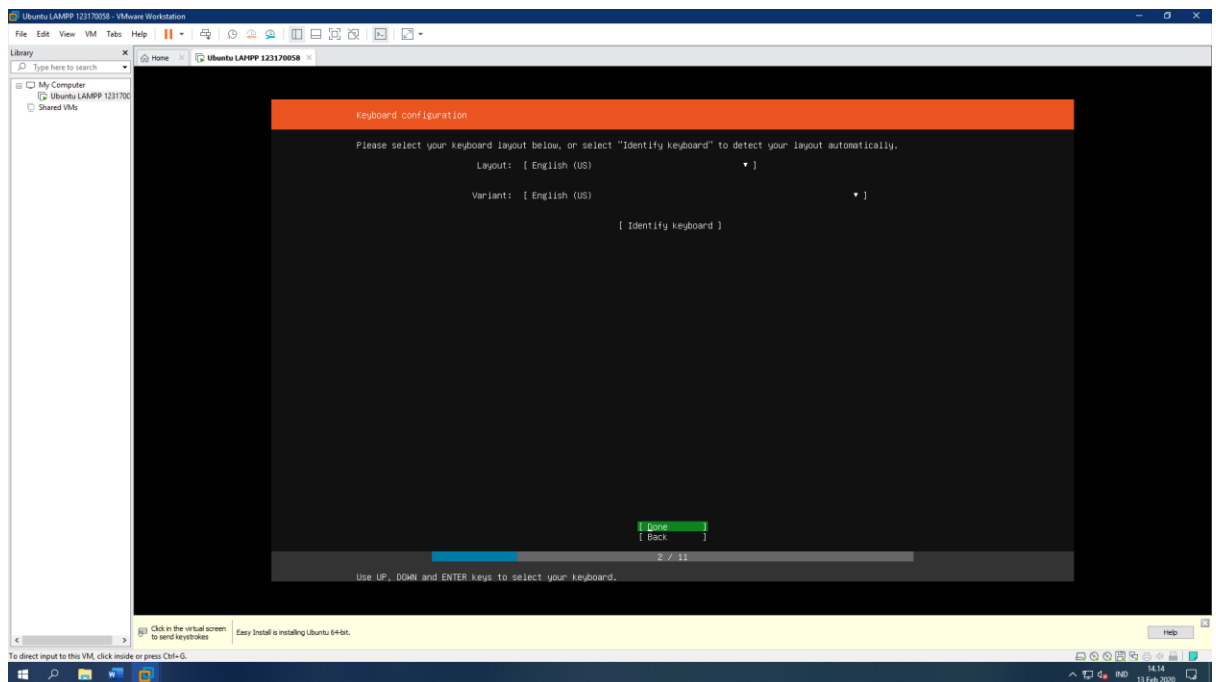 Ubuntu LAMPP 123170058 - VMware Workstation
File Edit View VM Tabs Help
Library
Type here to search
My Computer
Ubuntu LAMPP 1231700
Shared VMs
Home
Ubuntu LAMPP 123170058
Keyboard configuration
Please select your keyboard layout below, or select "Identify keyboard" to detect your layout automatically.
Layout: [ English (US) ▾ ]
Variant: [ English (US) ▾ ]
[ Identify keyboard ]
[ Done ]
[ Back ]
2 / 11
Use UP, DOWN and ENTER keys to select your keyboard.
Click in the virtual screen
to send keystrokes
Easy Install is installing Ubuntu 64-bit.
Help
To direct input to this VM, click inside or press Ctrl+G.
IND
14.14
13 Feb 2020